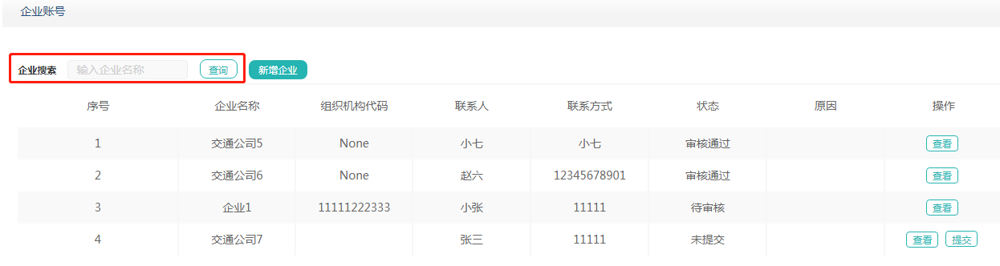 企业账号
企业搜索 输入企业名称 查询 新增企业
序号 企业名称 组织机构代码 联系人 联系方式 状态 原因 操作
1 交通公司5 None 小七 小七 审核通过 查看
2 交通公司6 None 赵六 12345678901 审核通过 查看
3 企业1 11111222333 小张 11111 待审核 查看
4 交通公司7 张三 11111 未提交 查看 提交